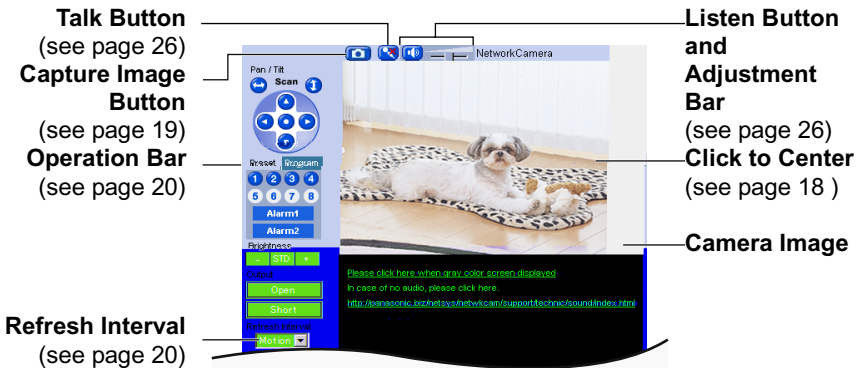 Talk Button
(see page 26)
Capture Image
Button
(see page 19)
Operation Bar
(see page 20)
Refresh Interval
(see page 20)
NetworkCamera
Pan / Tilt
Scan
Preset Program
1 2 3 4
5 6 7 8
Alarm1
Alarm2
Brightness
- STD +
Output
Open
Short
Refresh Interval
Motion
Please click here when gray color screen displayed
In case of no audio, please click here.
http://panasonic.biz/netsys/netwkcam/support/technic/sound/index.html
Listen Button
and
Adjustment
Bar
(see page 26)
Click to Center
(see page 18 )
Camera Image